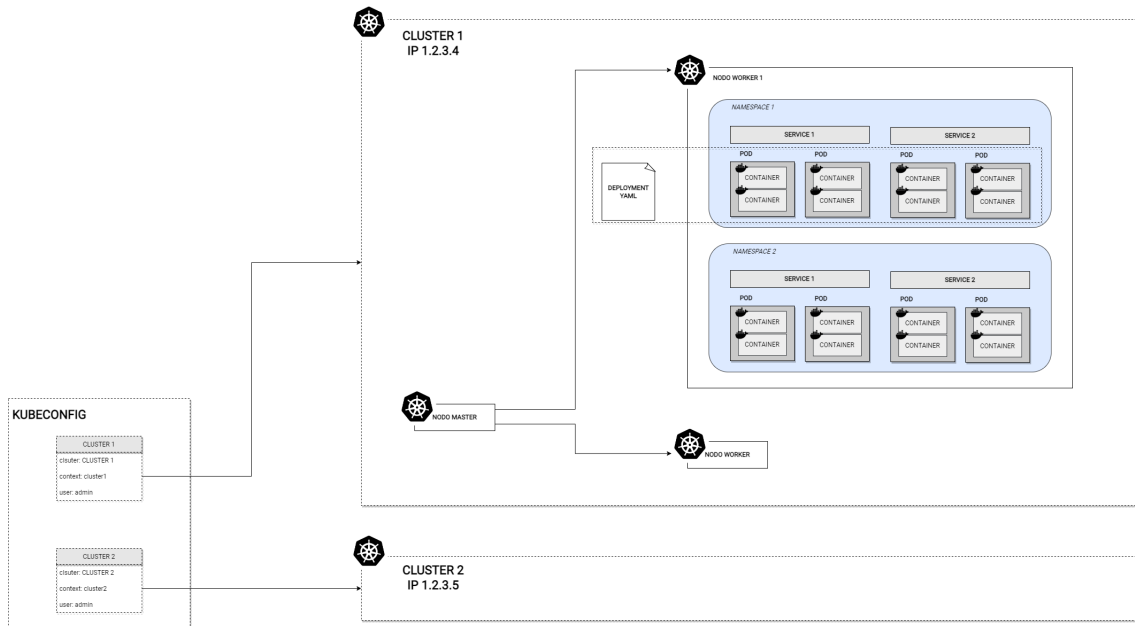 CLUSTER 1
IP 1.2.3.4
NODO WORKER 1
NAMESPACE 1
SERVICE 1
SERVICE 2
POD
POD
POD
POD
DEPLOYMENT
YAML
CONTAINER
CONTAINER
CONTAINER
CONTAINER
CONTAINER
CONTAINER
CONTAINER
CONTAINER
NAMESPACE 2
SERVICE 1
SERVICE 2
POD
POD
POD
POD
CONTAINER
CONTAINER
CONTAINER
CONTAINER
CONTAINER
CONTAINER
CONTAINER
CONTAINER
NODO MASTER
NODO WORKER
KUBECONFIG
CLUSTER 1
clsuter: CLUSTER 1
context: cluster1
user: admin
CLUSTER 2
clsuter: CLUSTER 2
context: cluster2
user: admin
CLUSTER 2
IP 1.2.3.5